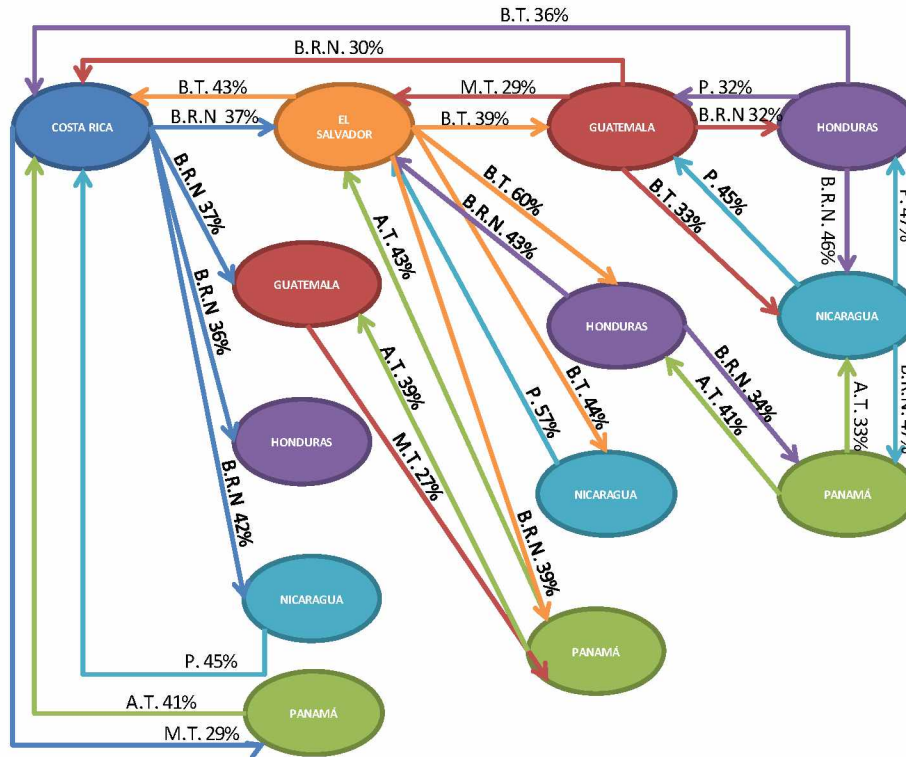 B.T. 36%
B.R.N. 30%
B.T. 43%
M.T. 29%
P. 32%
COSTA RICA
B.R.N 37%
EL
SALVADOR
B.T. 39%
GUATEMALA
B.R.N 32%
HONDURAS
B.R.N 37%
A.T. 43%
B.R.N. 43%
B.T. 60%
B.T. 33%
P. 45%
B.R.N. 46%
P. 47%
B.R.N 36%
GUATEMALA
HONDURAS
NICARAGUA
A.T. 39%
P. 57%
B.T. 44%
B.R.N. 34%
A.T. 41%
A.T. 33%
B.R.N. 47%
HONDURAS
M.T. 27%
B.R.N 42%
NICARAGUA
PANAMÁ
B.R.N. 39%
NICARAGUA
PANAMÁ
P. 45%
A.T. 41%
PANAMÁ
M.T. 29%